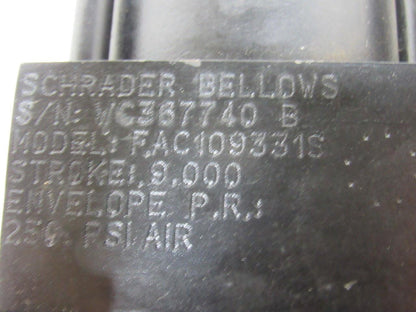 SCHRADER BELLOWS
S/N: WC367740 B
MODEL: FAC109331S
STROKE: 9.000
ENVELOPE P.R.:
250. PSI AIR